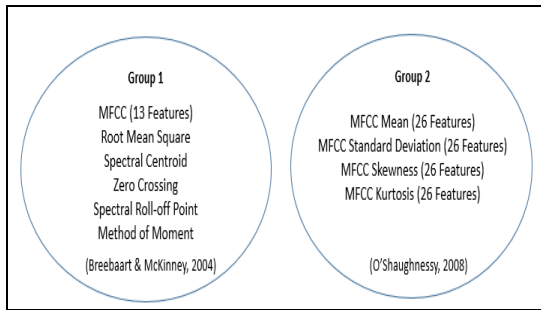 Group 1
MFCC (13 Features)
Root Mean Square
Spectral Centroid
Zero Crossing
Spectral Roll-off Point
Method of Moment
(Breebaart & McKinney, 2004)
Group 2
MFCC Mean (26 Features)
MFCC Standard Deviation (26 Features)
MFCC Skewness (26 Features)
MFCC Kurtosis (26 Features)
(O'Shaughnessy, 2008)